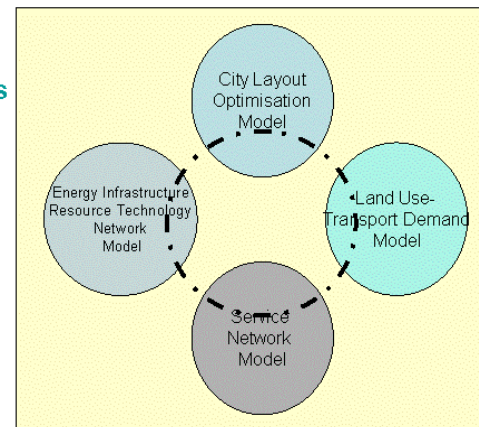 s
City Layout
Optimisation
Model
Energy Infrastructure
Resource Technology
Network
Model
Land Use-
Transport Demand
Model
Service
Network
Model